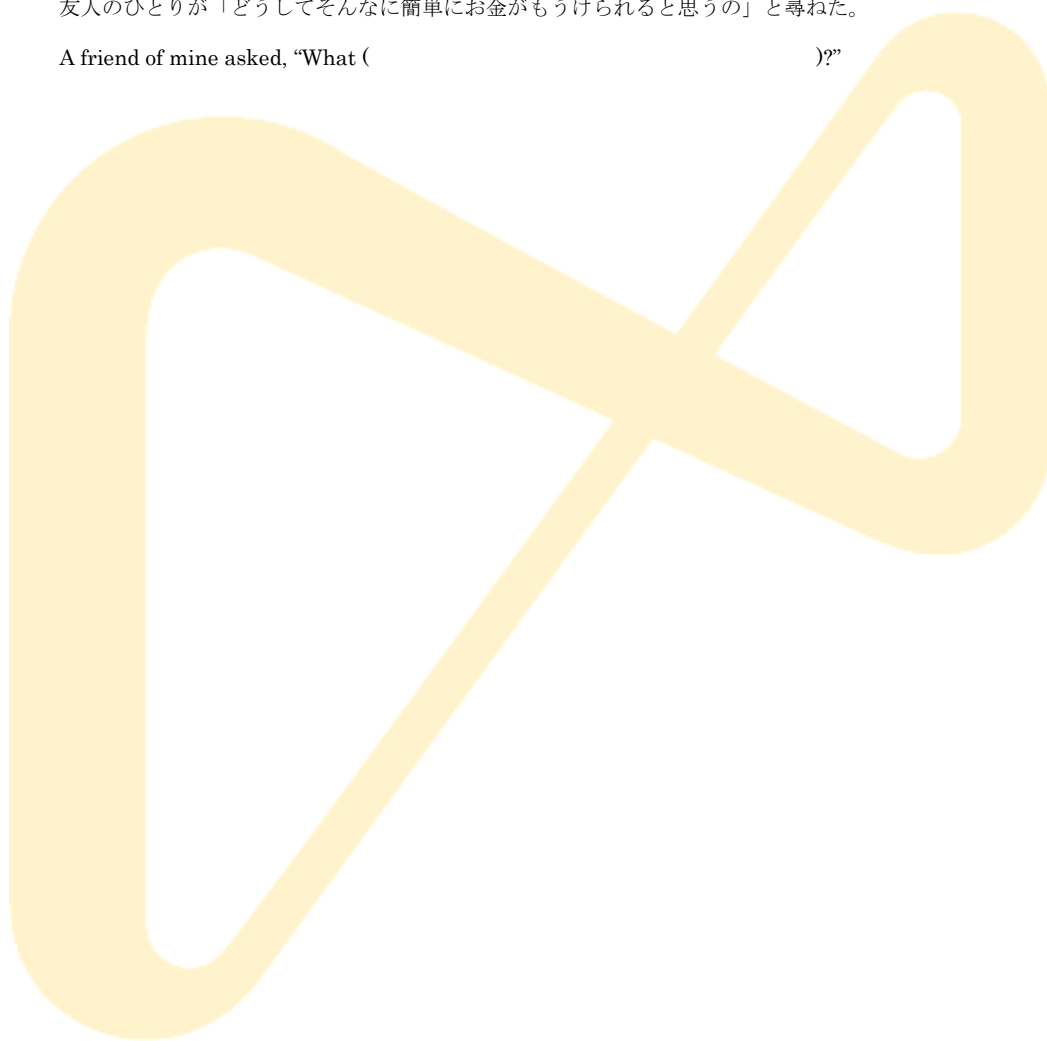 友人のひとりが「どうしてそんなに簡単にお金がもうけられると思うの」と尋ねた。
A friend of mine asked, “What ( )?”